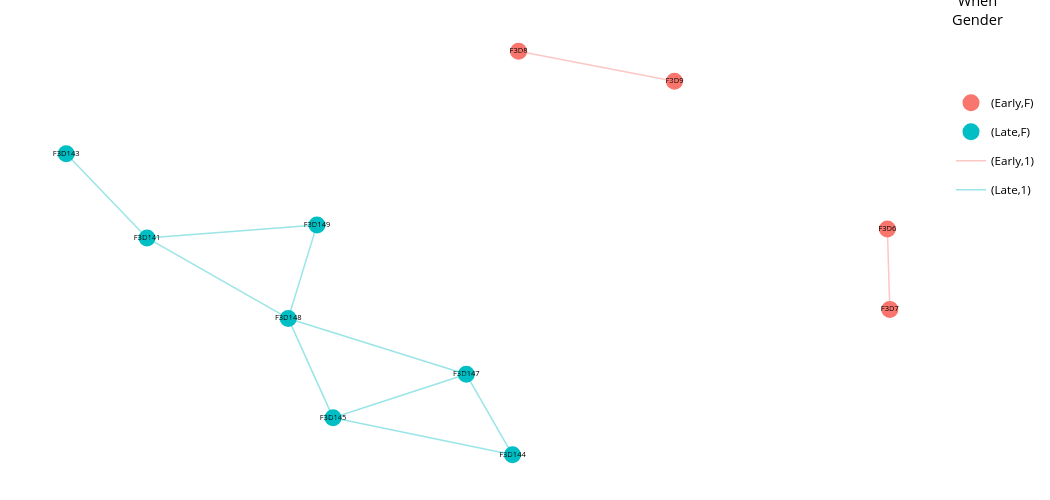 When
Gender
F3D8
F3D9
(Early,F)
(Late,F)
F3D143
(Early,1)
(Late,1)
F3D149
F3D6
F3D141
F3D7
F3D148
F3D147
F3D145
F3D144